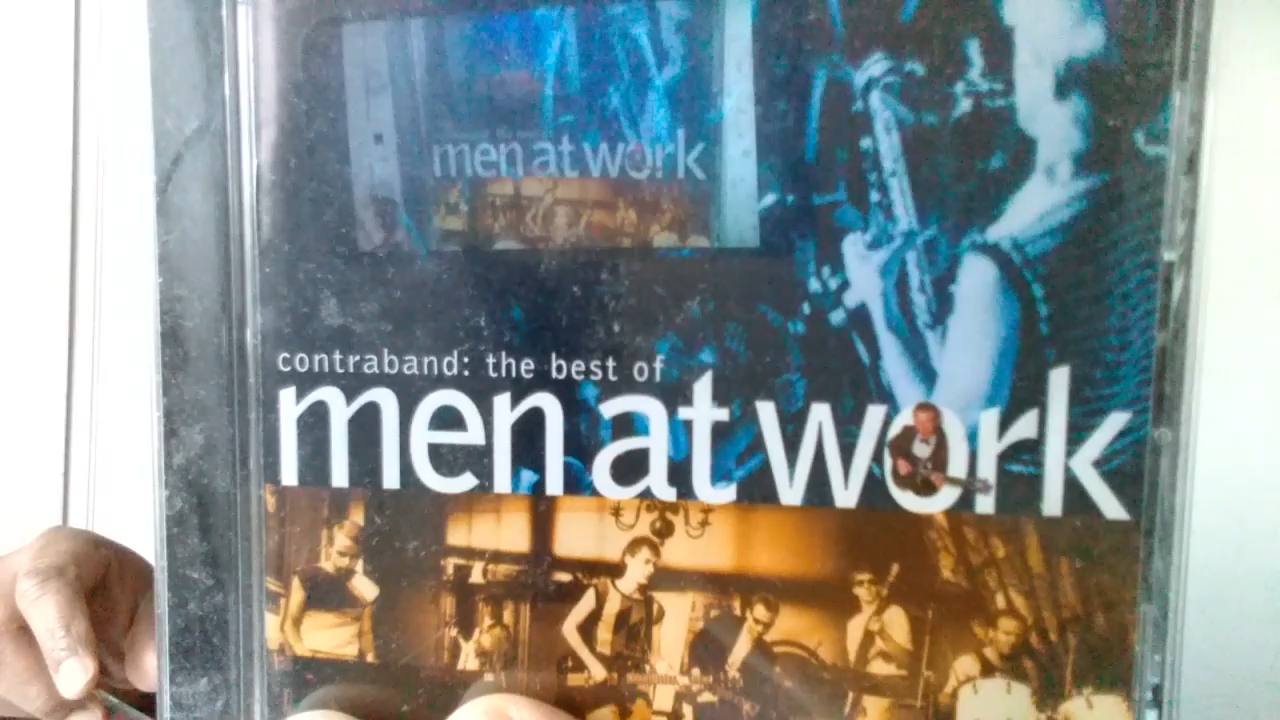 men at work
contraband: the best of
men at work